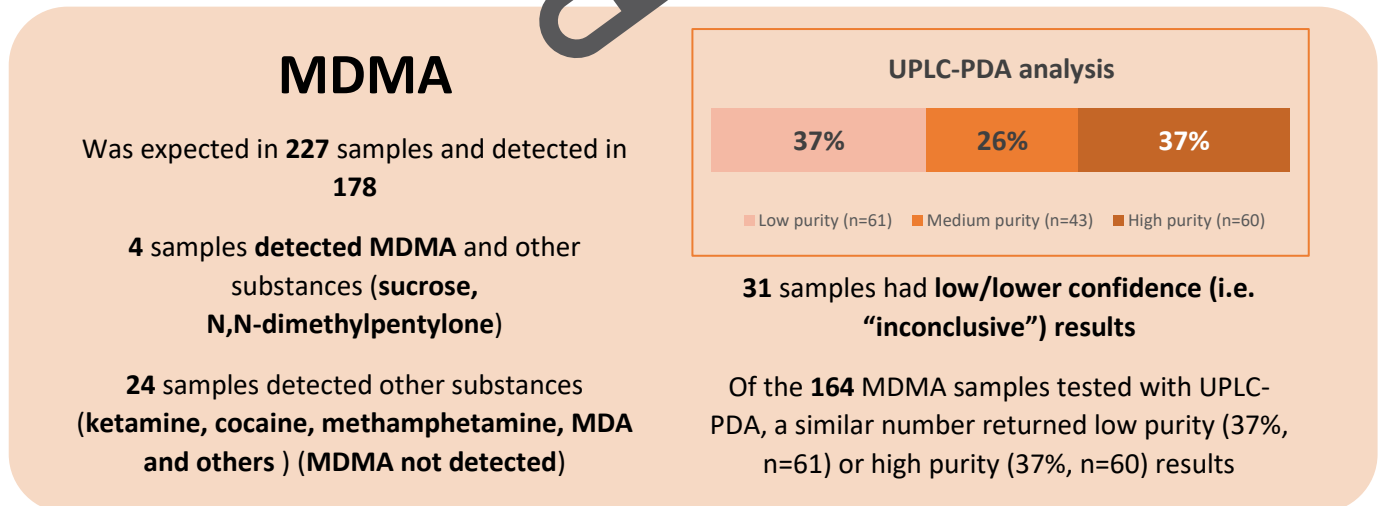 MDMA
Was expected in 227 samples and detected in
178
4 samples detected MDMA and other
substances (sucrose,
N,N-dimethylpentylone)
24 samples detected other substances
(ketamine, cocaine, methamphetamine, MDA
and others ) (MDMA not detected)
UPLC-PDA analysis
37% 26% 37%
Low purity (n=61) Medium purity (n=43) High purity (n=60)
31 samples had low/lower confidence (i.e.
“inconclusive”) results
Of the 164 MDMA samples tested with UPLC-
PDA, a similar number returned low purity (37%,
n=61) or high purity (37%, n=60) results